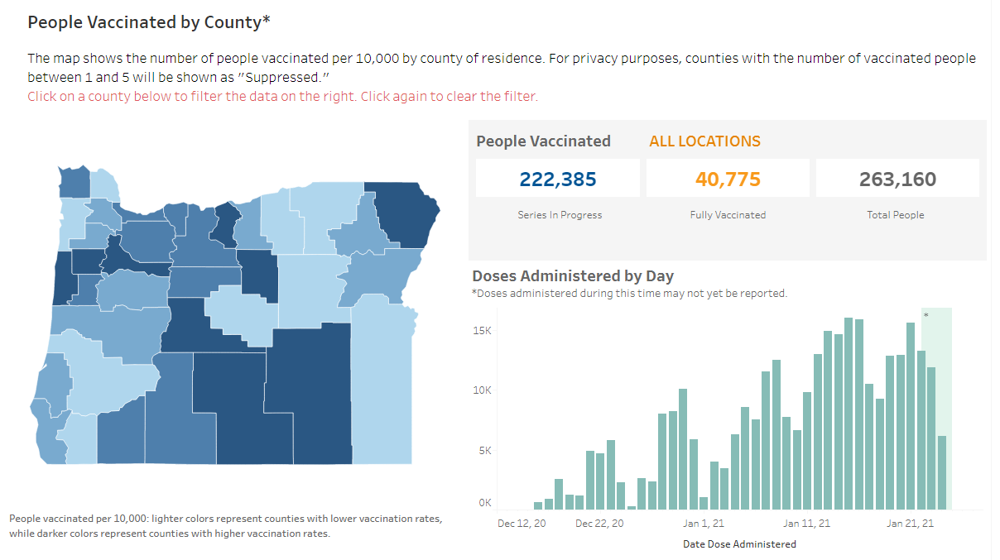 People Vaccinated by County*
The map shows the number of people vaccinated per 10,000 by county of residence. For privacy purposes, counties with the number of vaccinated people
between 1 and 5 will be shown as "Suppressed."
Click on a county below to filter the data on the right. Click again to clear the filter.
People Vaccinated ALL LOCATIONS
222,385 40,775 263,160
Series In Progress Fully Vaccinated Total People
Doses Administered by Day
*Doses administered during this time may not yet be reported.
*
15K
10K
5K
0K
Dec 12, 20 Dec 22, 20 Jan 1, 21 Jan 11, 21 Jan 21, 21
Date Dose Administered
People vaccinated per 10,000: lighter colors represent counties with lower vaccination rates,
while darker colors represent counties with higher vaccination rates.